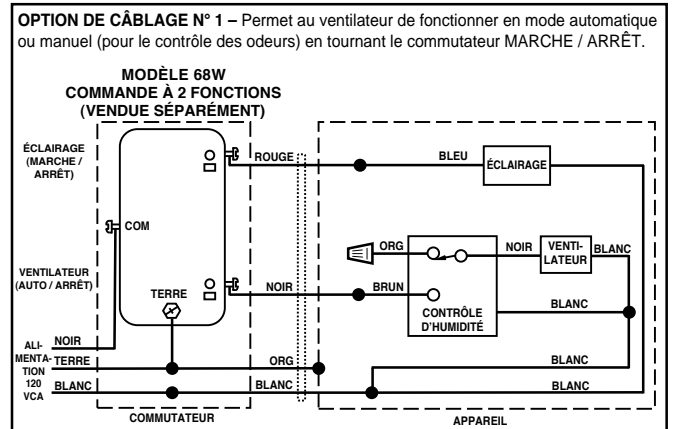 OPTION DE CÂBLAGE N° 1 – Permet au ventilateur de fonctionner en mode automatique
ou manuel (pour le contrôle des odeurs) en tournant le commutateur MARCHE / ARRÊT.
MODÈLE 68W
COMMANDE À 2 FONCTIONS
(VENDUE SÉPARÉMENT)
ÉCLAIRAGE
(MARCHE /
ARRÊT)
ROUGE
BLEU
ÉCLAIRAGE
COM
ORG
NOIR
VENTI-
LATEUR
BLANC
VENTILATEUR
(AUTO / ARRÊT)
TERRE
NOIR
BRUN
CONTRÔLE
D'HUMIDITÉ
BLANC
ALI-
MENTA-
TION
120
VCA
NOIR
TERRE
ORG
BLANC
BLANC
BLANC
BLANC
COMMUTATEUR
APPAREIL